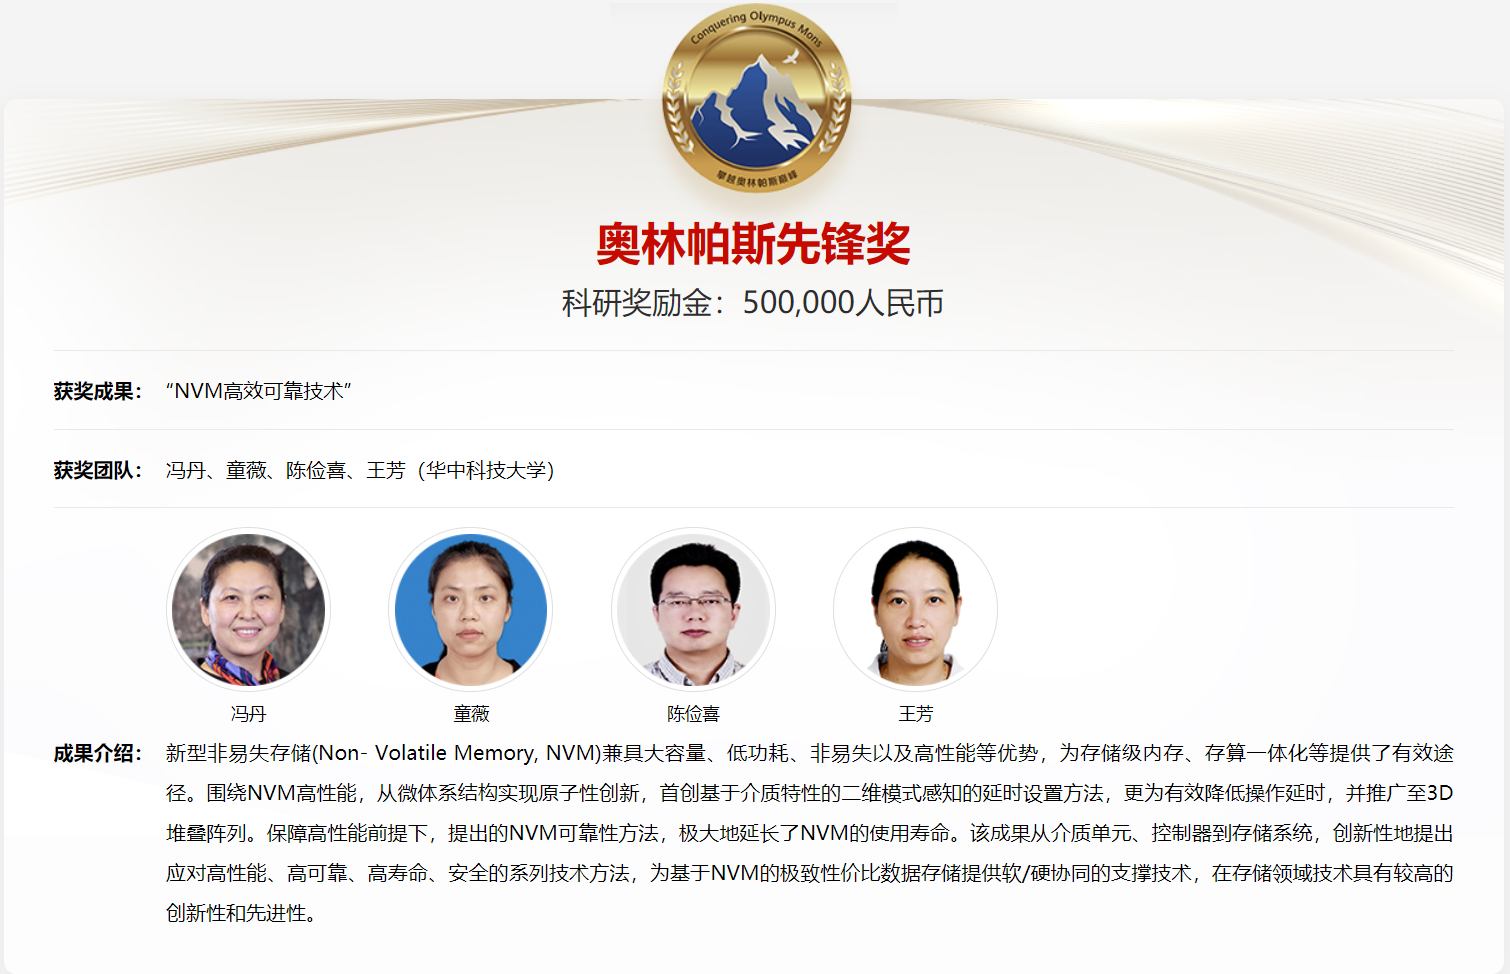 Conquering Olympus Mons
攀越奥林帕斯巅峰
奥林帕斯先锋奖
科研奖励金：500,000人民币
获奖成果： “NVM高效可靠技术”
获奖团队： 冯丹、童薇、陈俭喜、王芳（华中科技大学）
冯丹 童薇 陈俭喜 王芳
成果介绍： 新型非易失存储(Non- Volatile Memory, NVM)兼具大容量、低功耗、非易失以及高性能等优势，为存储级内存、存算一体化等提供了有效途
径。围绕NVM高性能，从微体系结构实现原子性创新，首创基于介质特性的二维模式感知的延时设置方法，更为有效降低操作延时，并推广至3D
堆叠阵列。保障高性能前提下，提出的NVM可靠性方法，极大地延长了NVM的使用寿命。该成果从介质单元、控制器到存储系统，创新性地提出
应对高性能、高可靠、高寿命、安全的系列技术方法，为基于NVM的极致性价比数据存储提供软/硬协同的支撑技术，在存储领域技术具有较高的
创新性和先进性。